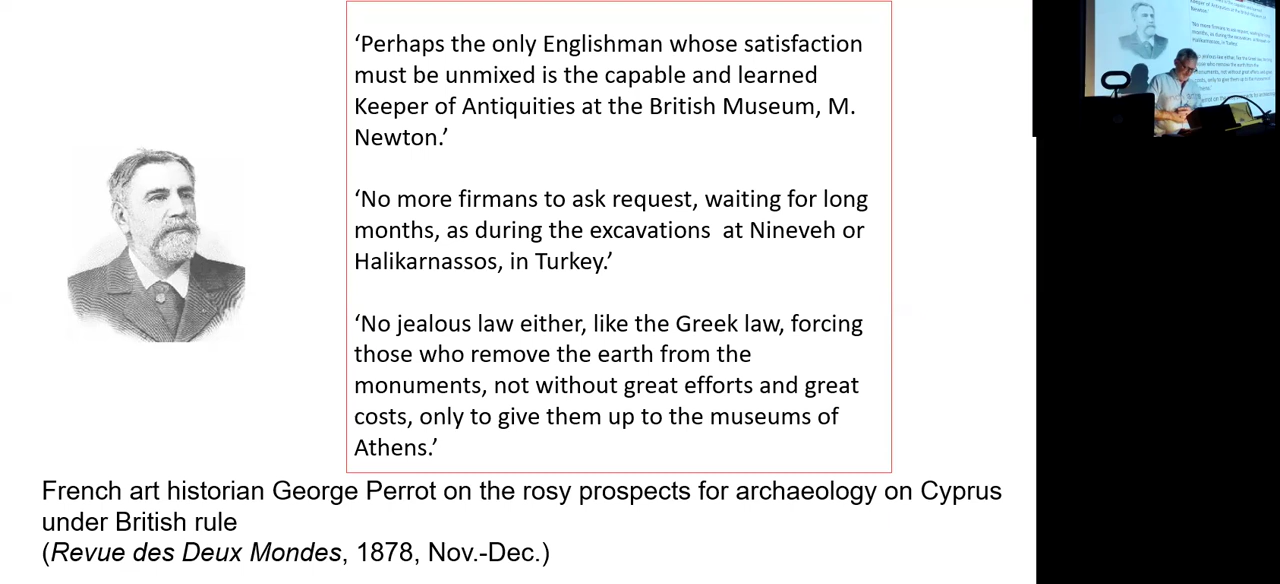 ‘Perhaps the only Englishman whose satisfaction
must be unmixed is the capable and learned
Keeper of Antiquities at the British Museum, M.
Newton.’
‘No more firmans to ask request, waiting for long
months, as during the excavations  at Nineveh or
Halikarnassos, in Turkey.’
‘No jealous law either, like the Greek law, forcing
those who remove the earth from the
monuments, not without great efforts and great
costs, only to give them up to the museums of
Athens.’
French art historian George Perrot on the rosy prospects for archaeology on Cyprus
under British rule
(Revue des Deux Mondes, 1878, Nov.-Dec.)